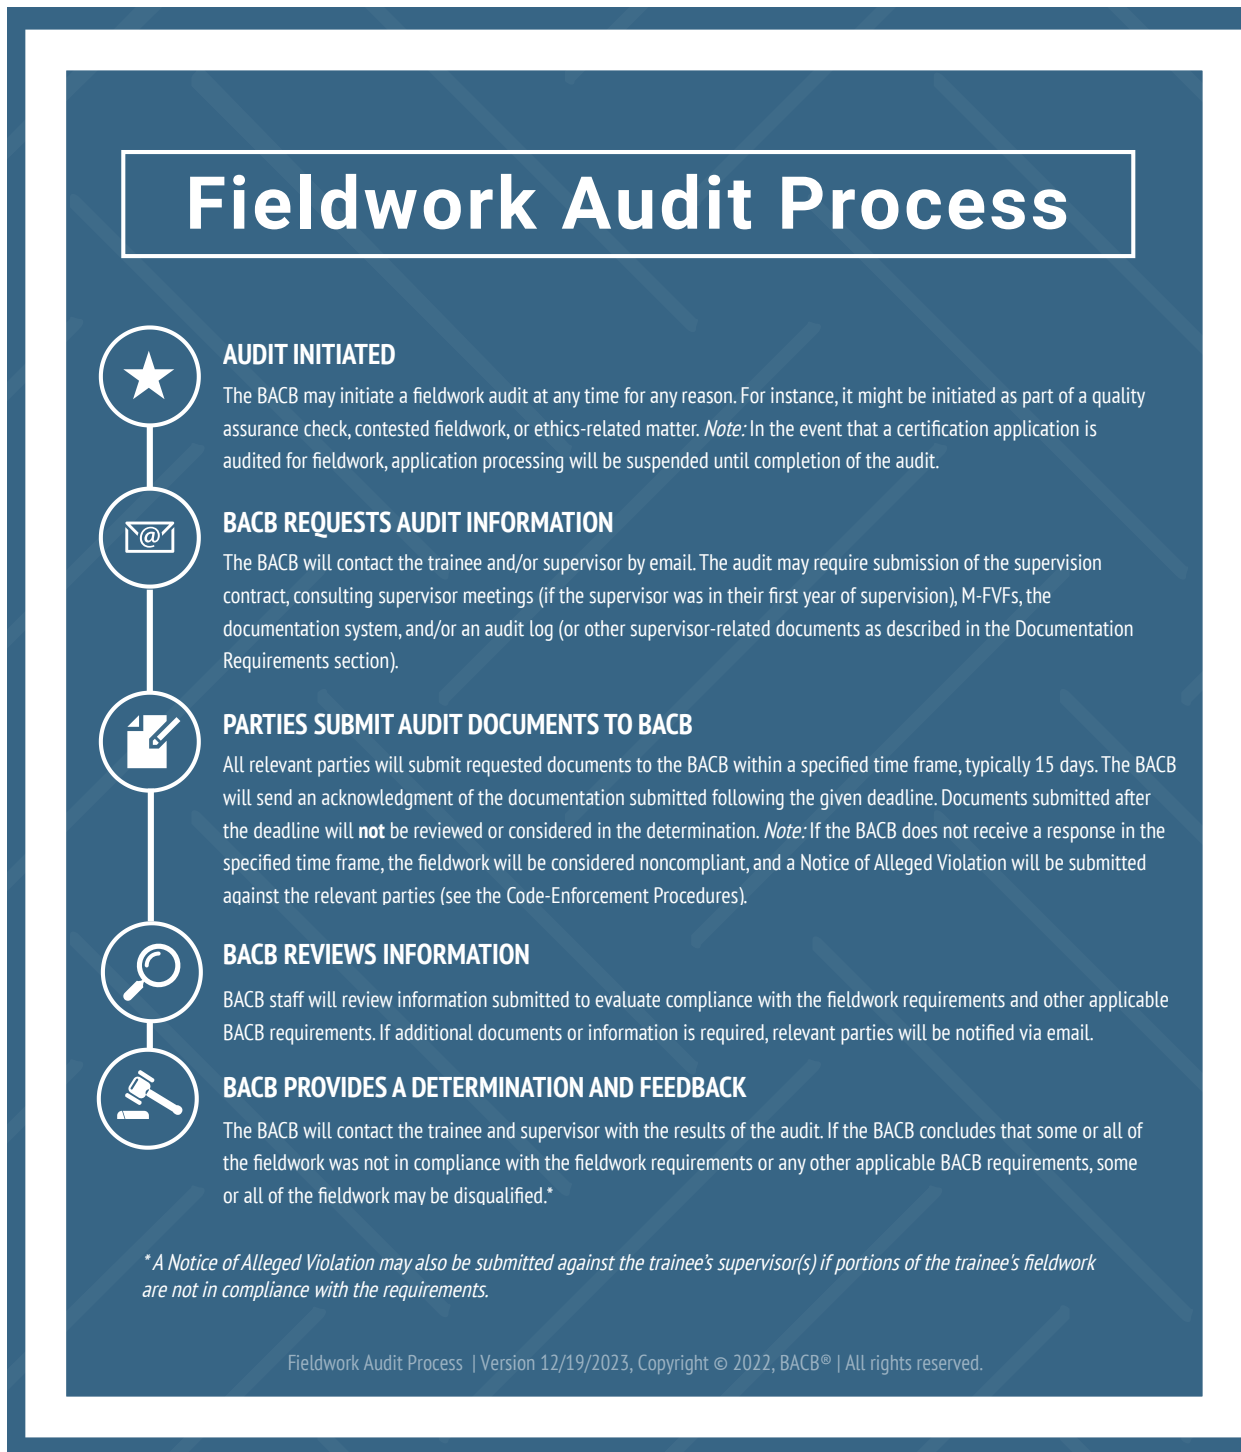 Fieldwork Audit Process
AUDIT INITIATED
The BACB may initiate a fieldwork audit at any time for any reason. For instance, it might be initiated as part of a quality
assurance check, contested fieldwork, or ethics-related matter. Note: In the event that a certification application is
audited for fieldwork, application processing will be suspended until completion of the audit.
@
BACB REQUESTS AUDIT INFORMATION
The BACB will contact the trainee and/or supervisor by email. The audit may require submission of the supervision
contract, consulting supervisor meetings (if the supervisor was in their first year of supervision), M-FVFs, the
documentation system, and/or an audit log (or other supervisor-related documents as described in the Documentation
Requirements section).
PARTIES SUBMIT AUDIT DOCUMENTS TO BACB
All relevant parties will submit requested documents to the BACB within a specified time frame, typically 15 days. The BACB
will send an acknowledgment of the documentation submitted following the given deadline. Documents submitted after
the deadline will not be reviewed or considered in the determination. Note: If the BACB does not receive a response in the
specified time frame, the fieldwork will be considered noncompliant, and a Notice of Alleged Violation will be submitted
against the relevant parties (see the Code-Enforcement Procedures).
BACB REVIEWS INFORMATION
BACB staff will review information submitted to evaluate compliance with the fieldwork requirements and other applicable
BACB requirements. If additional documents or information is required, relevant parties will be notified via email.
BACB PROVIDES A DETERMINATION AND FEEDBACK
The BACB will contact the trainee and supervisor with the results of the audit. If the BACB concludes that some or all of
the fieldwork was not in compliance with the fieldwork requirements or any other applicable BACB requirements, some
or all of the fieldwork may be disqualified.*
* A Notice of Alleged Violation may also be submitted against the trainee’s supervisor(s) if portions of the trainee's fieldwork
are not in compliance with the requirements.
Fieldwork Audit Process | Version 12/19/2023, Copyright © 2022, BACB® | All rights reserved.